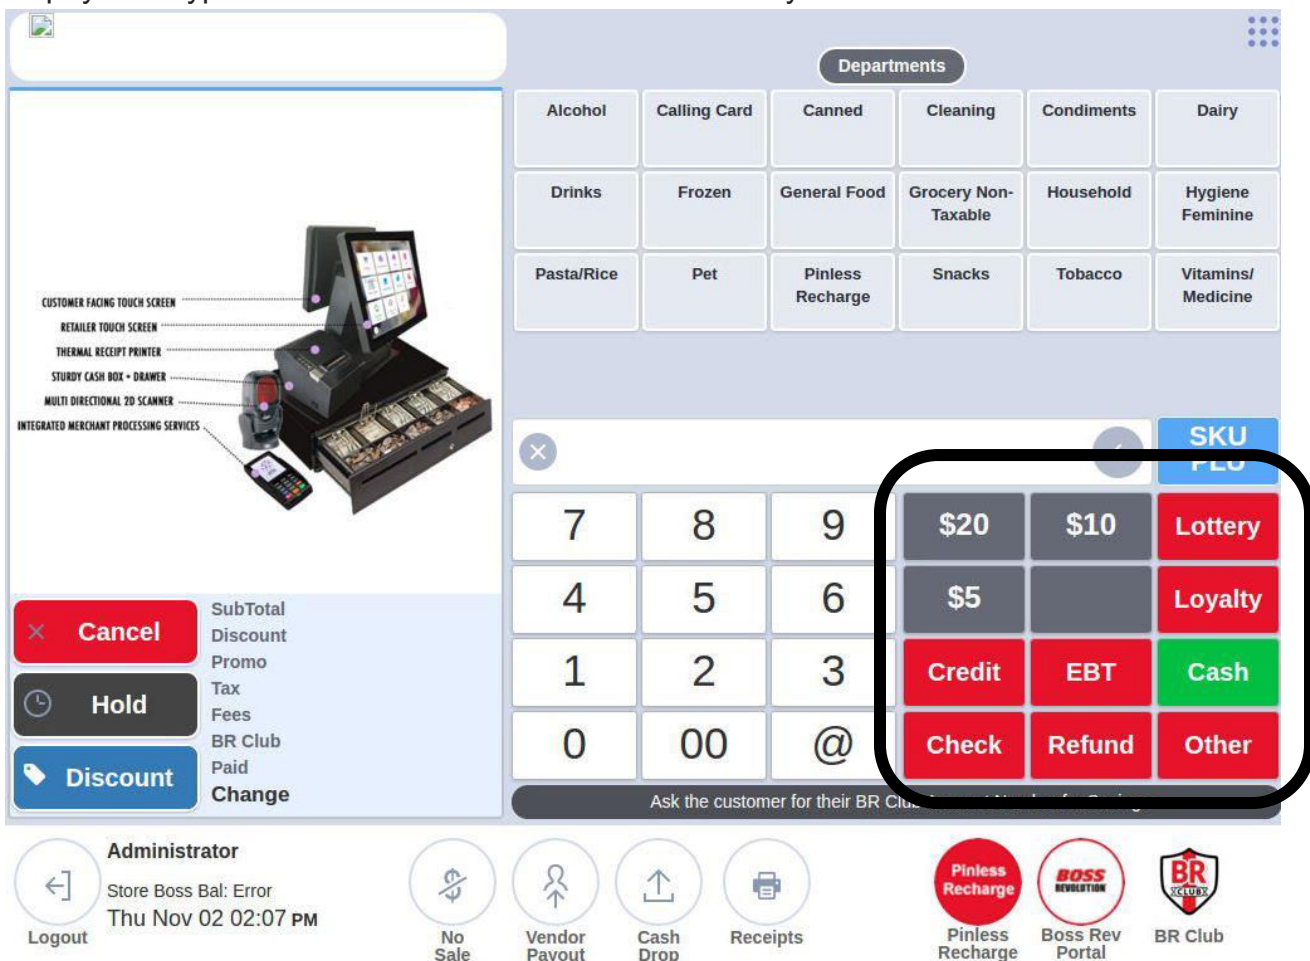 Departments
Alcohol
Calling Card
Canned
Cleaning
Condiments
Dairy
Drinks
Frozen
General Food
Grocery Non-
Taxable
Household
Hygiene
Feminine
Pasta/Rice
Pet
Pinless
Recharge
Snacks
Tobacco
Vitamins/
Medicine
CUSTOMER FACING TOUCH SCREEN
RETAILER TOUCH SCREEN
THERMAL RECEIPT PRINTER
STURDY CASH BOX + DRAWER
MULTI DIRECTIONAL 2D SCANNER
INTEGRATED MERCHANT PROCESSING SERVICES
SKU
PLU
7 8 9 $20 $10 Lottery
4 5 6 $5 Loyalty
1 2 3 Credit EBT Cash
0 00 @ Check Refund Other
Cancel
Hold
Discount
SubTotal
Discount
Promo
Tax
Fees
BR Club
Paid
Change
Ask the customer for their BR
Administrator
Store Boss Bal: Error
Thu Nov 02 02:07 PM
Logout
No
Sale
Vendor
Payout
Cash
Drop
Receipts
Pinless
Recharge
Pinless
Recharge
BOSS
REVOLUTION
Boss Rev
Portal
BR
CLUB
BR Club